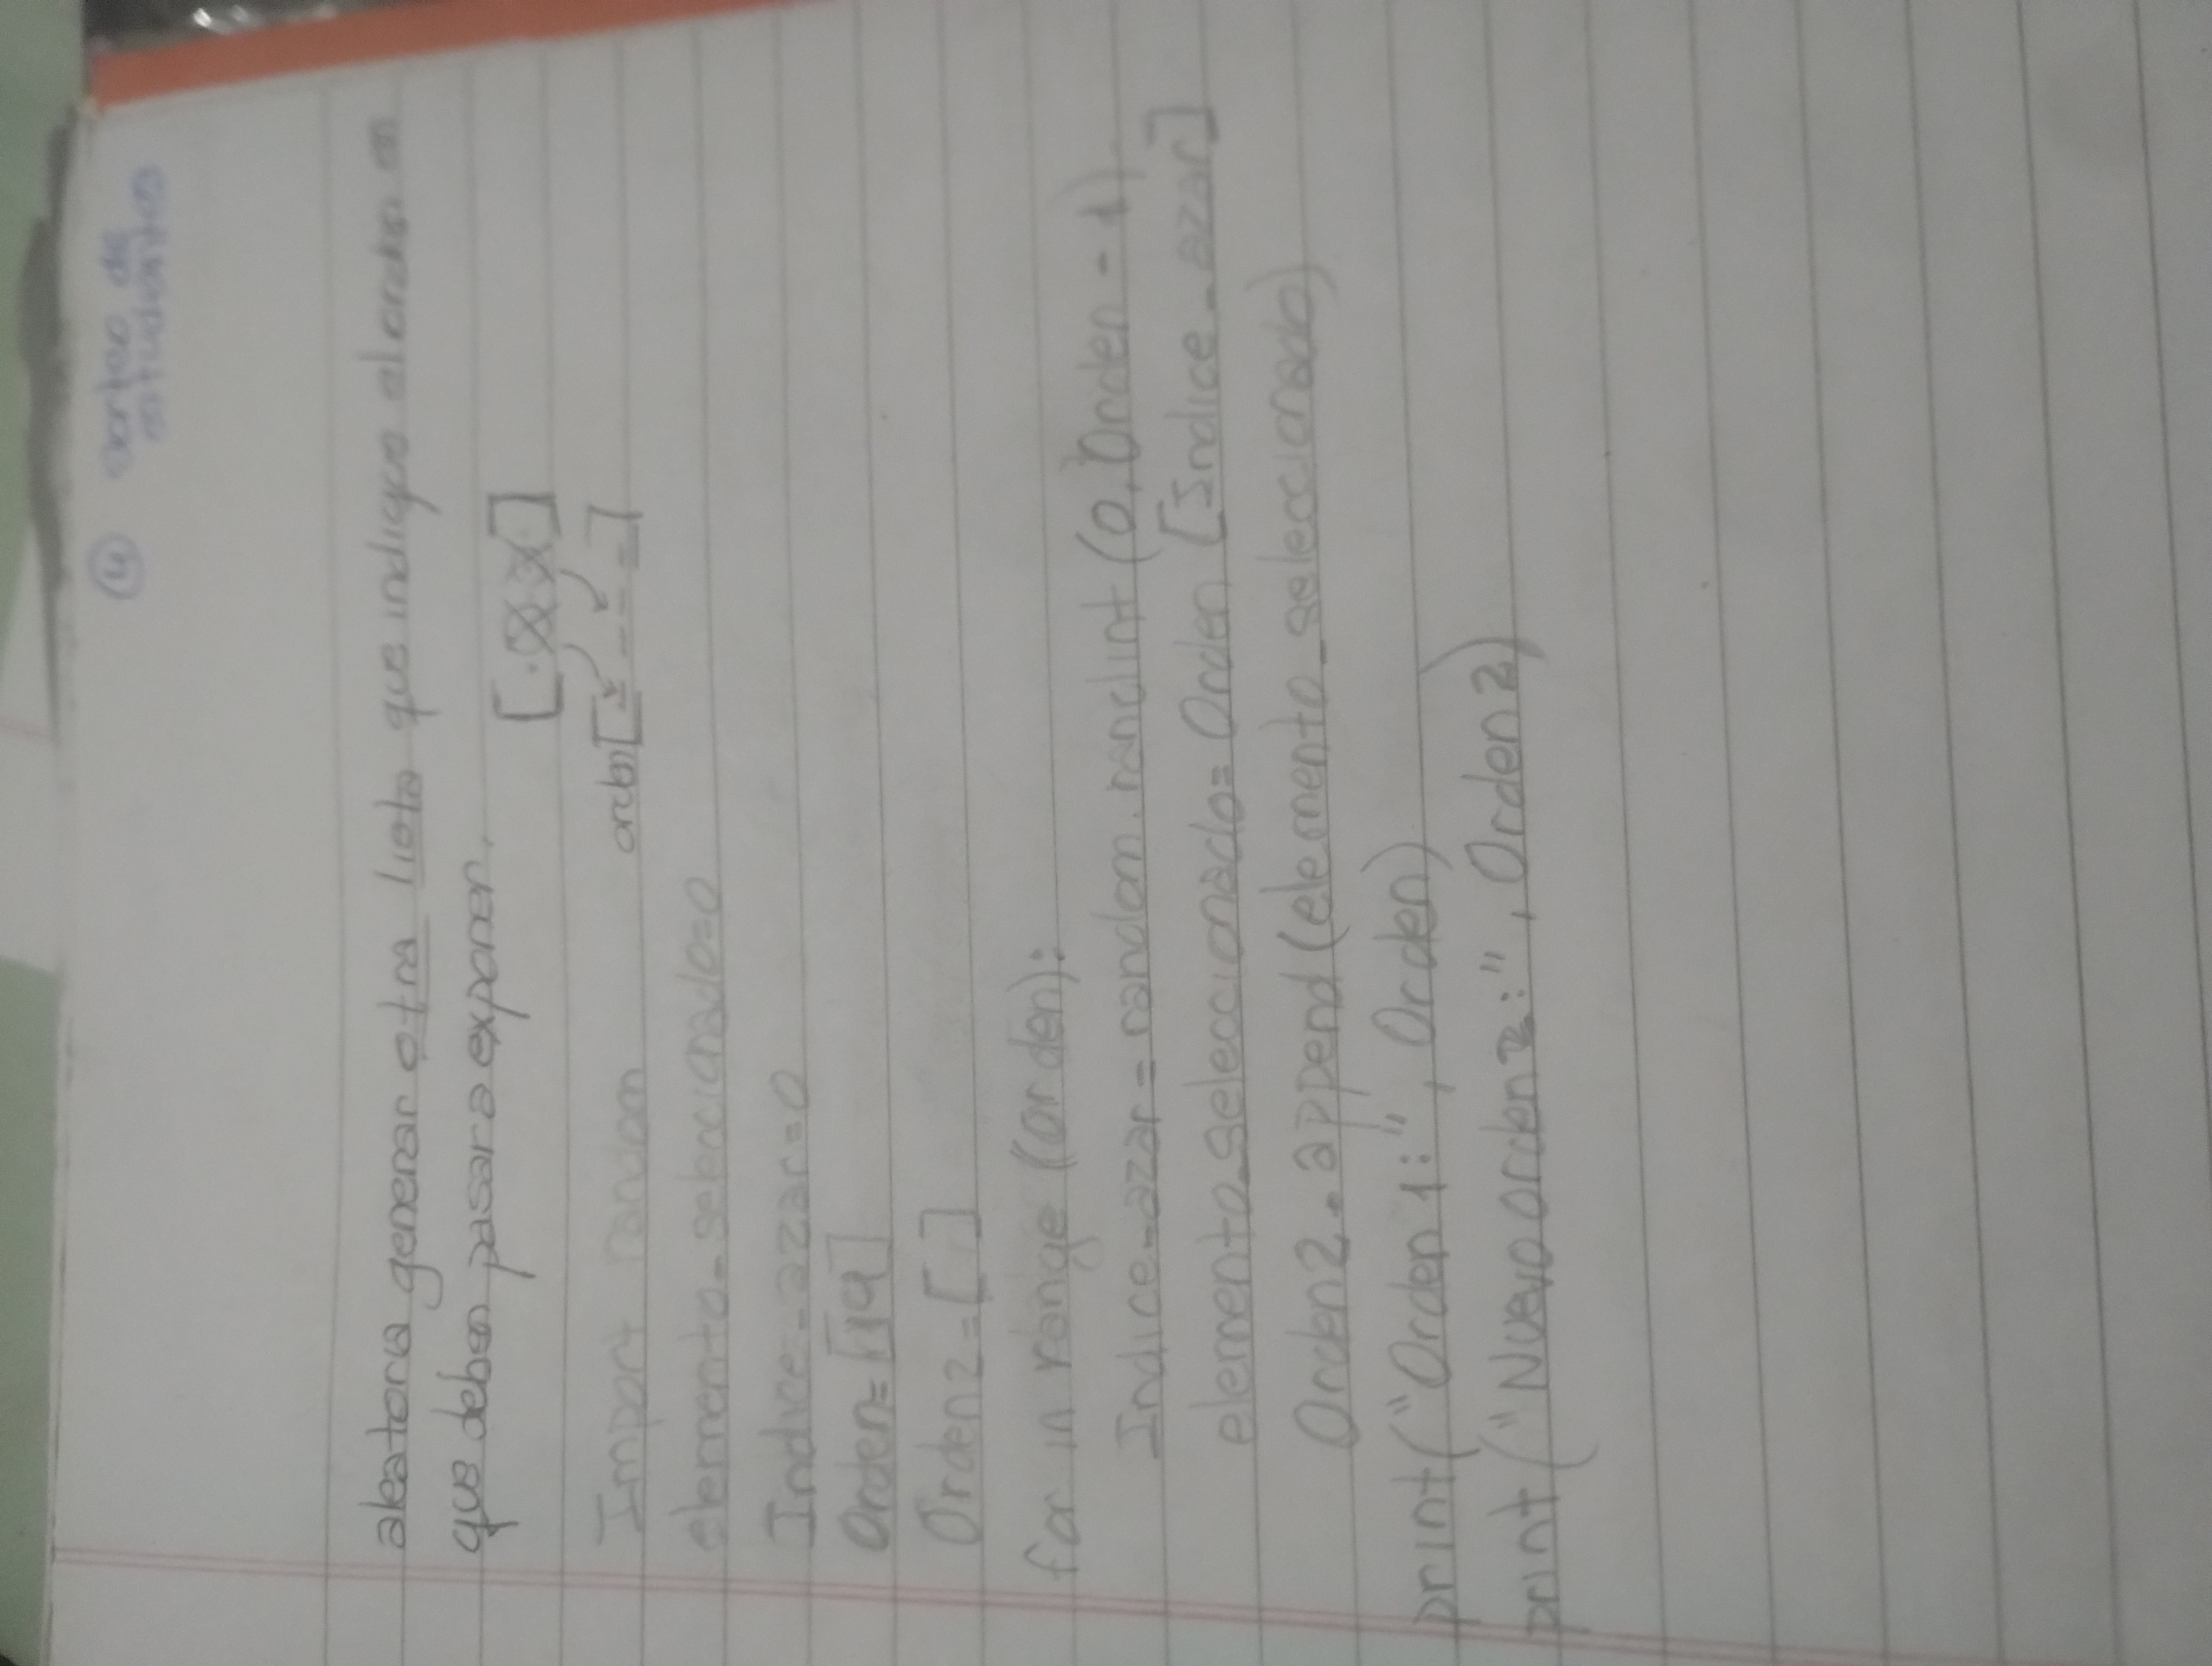 ④ Sorteo de
estudiantes
aleatoria generar otra lista que indique el orden en
que deben pasar a exponer.
[. x x]
orden [_ _ _ _]
Import random
elemento_seleccionado=0
Indice_azar=0
Orden=[19]
Orden2=[ ]
for in range (Orden):
Indice_azar=random.randint (0, Orden - 1)
elemento_seleccionado= Orden [Indice_azar]
Orden2.append(elemento_seleccionado)
print("Orden 1:", Orden)
print("Nuevo orden 2:", Orden2)